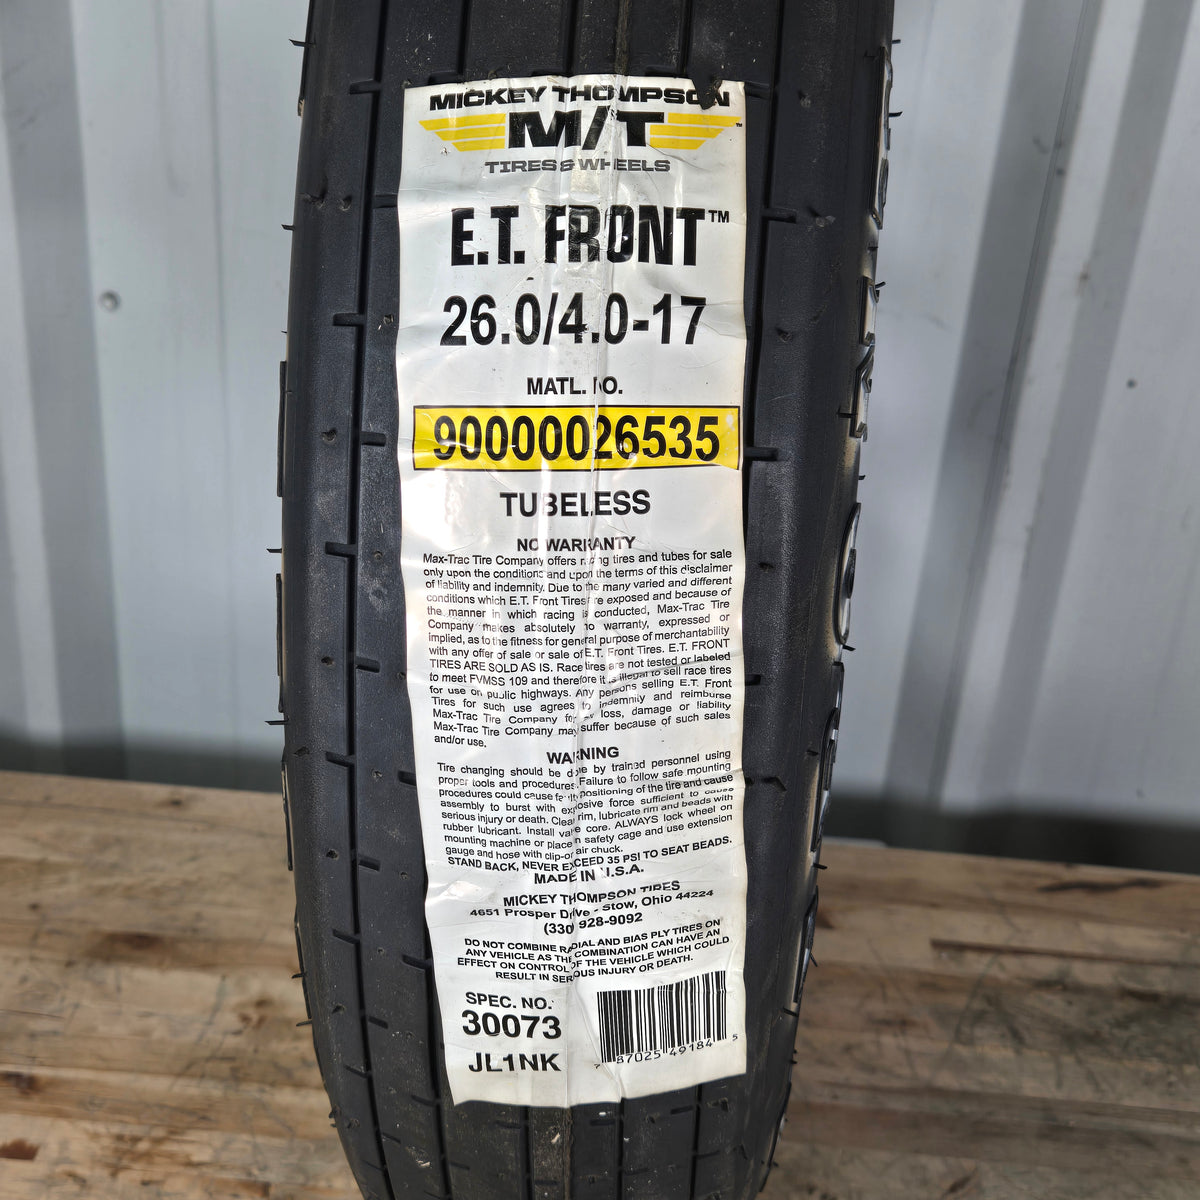 MICKEY THOMPSON
M/T™
TIRES & WHEELS
E.T. FRONT™
26.0/4.0-17
MATL. NO.
90000026535
TUBELESS
NO WARRANTY
Max-Trac Tire Company offers racing tires and tubes for sale
only upon the condition and upon the terms of this disclaimer
of liability and indemnity. Due to the many varied and different
conditions which E.T. Front Tires are exposed and because of
the manner in which racing is conducted, Max-Trac Tire
Company makes absolutely no warranty, expressed or
implied, as to the fitness for general purpose of merchantability
with any offer of sale or sale of E.T. Front Tires. E.T. FRONT
TIRES ARE SOLD AS IS. Race tires are not tested or labeled
to meet FVMSS 109 and therefore it is illegal to sell race tires
for use on public highways. Any persons selling E.T. Front
Tires for such use agrees to indemnify and reimburse
Max-Trac Tire Company for loss, damage or liability
Max-Trac Tire Company may suffer because of such sales
and/or use.
WARNING
Tire changing should be done by trained personnel using
proper tools and procedures. Failure to follow safe mounting
procedures could cause faulty positioning of the tire and cause
assembly to burst with explosive force sufficient to cause
serious injury or death. Clean rim, lubricate rim and beads with
rubber lubricant. Install valve core. ALWAYS lock wheel on
mounting machine or place in safety cage and use extension
gauge and hose with clip-on air chuck.
STAND BACK, NEVER EXCEED 35 PSI TO SEAT BEADS.
MADE IN U.S.A.
MICKEY THOMPSON TIRES
4651 Prosper Drive - Stow, Ohio 44224
(330) 928-9092
DO NOT COMBINE RADIAL AND BIAS PLY TIRES ON
ANY VEHICLE AS THE COMBINATION CAN HAVE AN
EFFECT ON CONTROL OF THE VEHICLE WHICH COULD
RESULT IN SERIOUS INJURY OR DEATH.
SPEC. NO.
30073
JL1NK
7 87025 49184 5